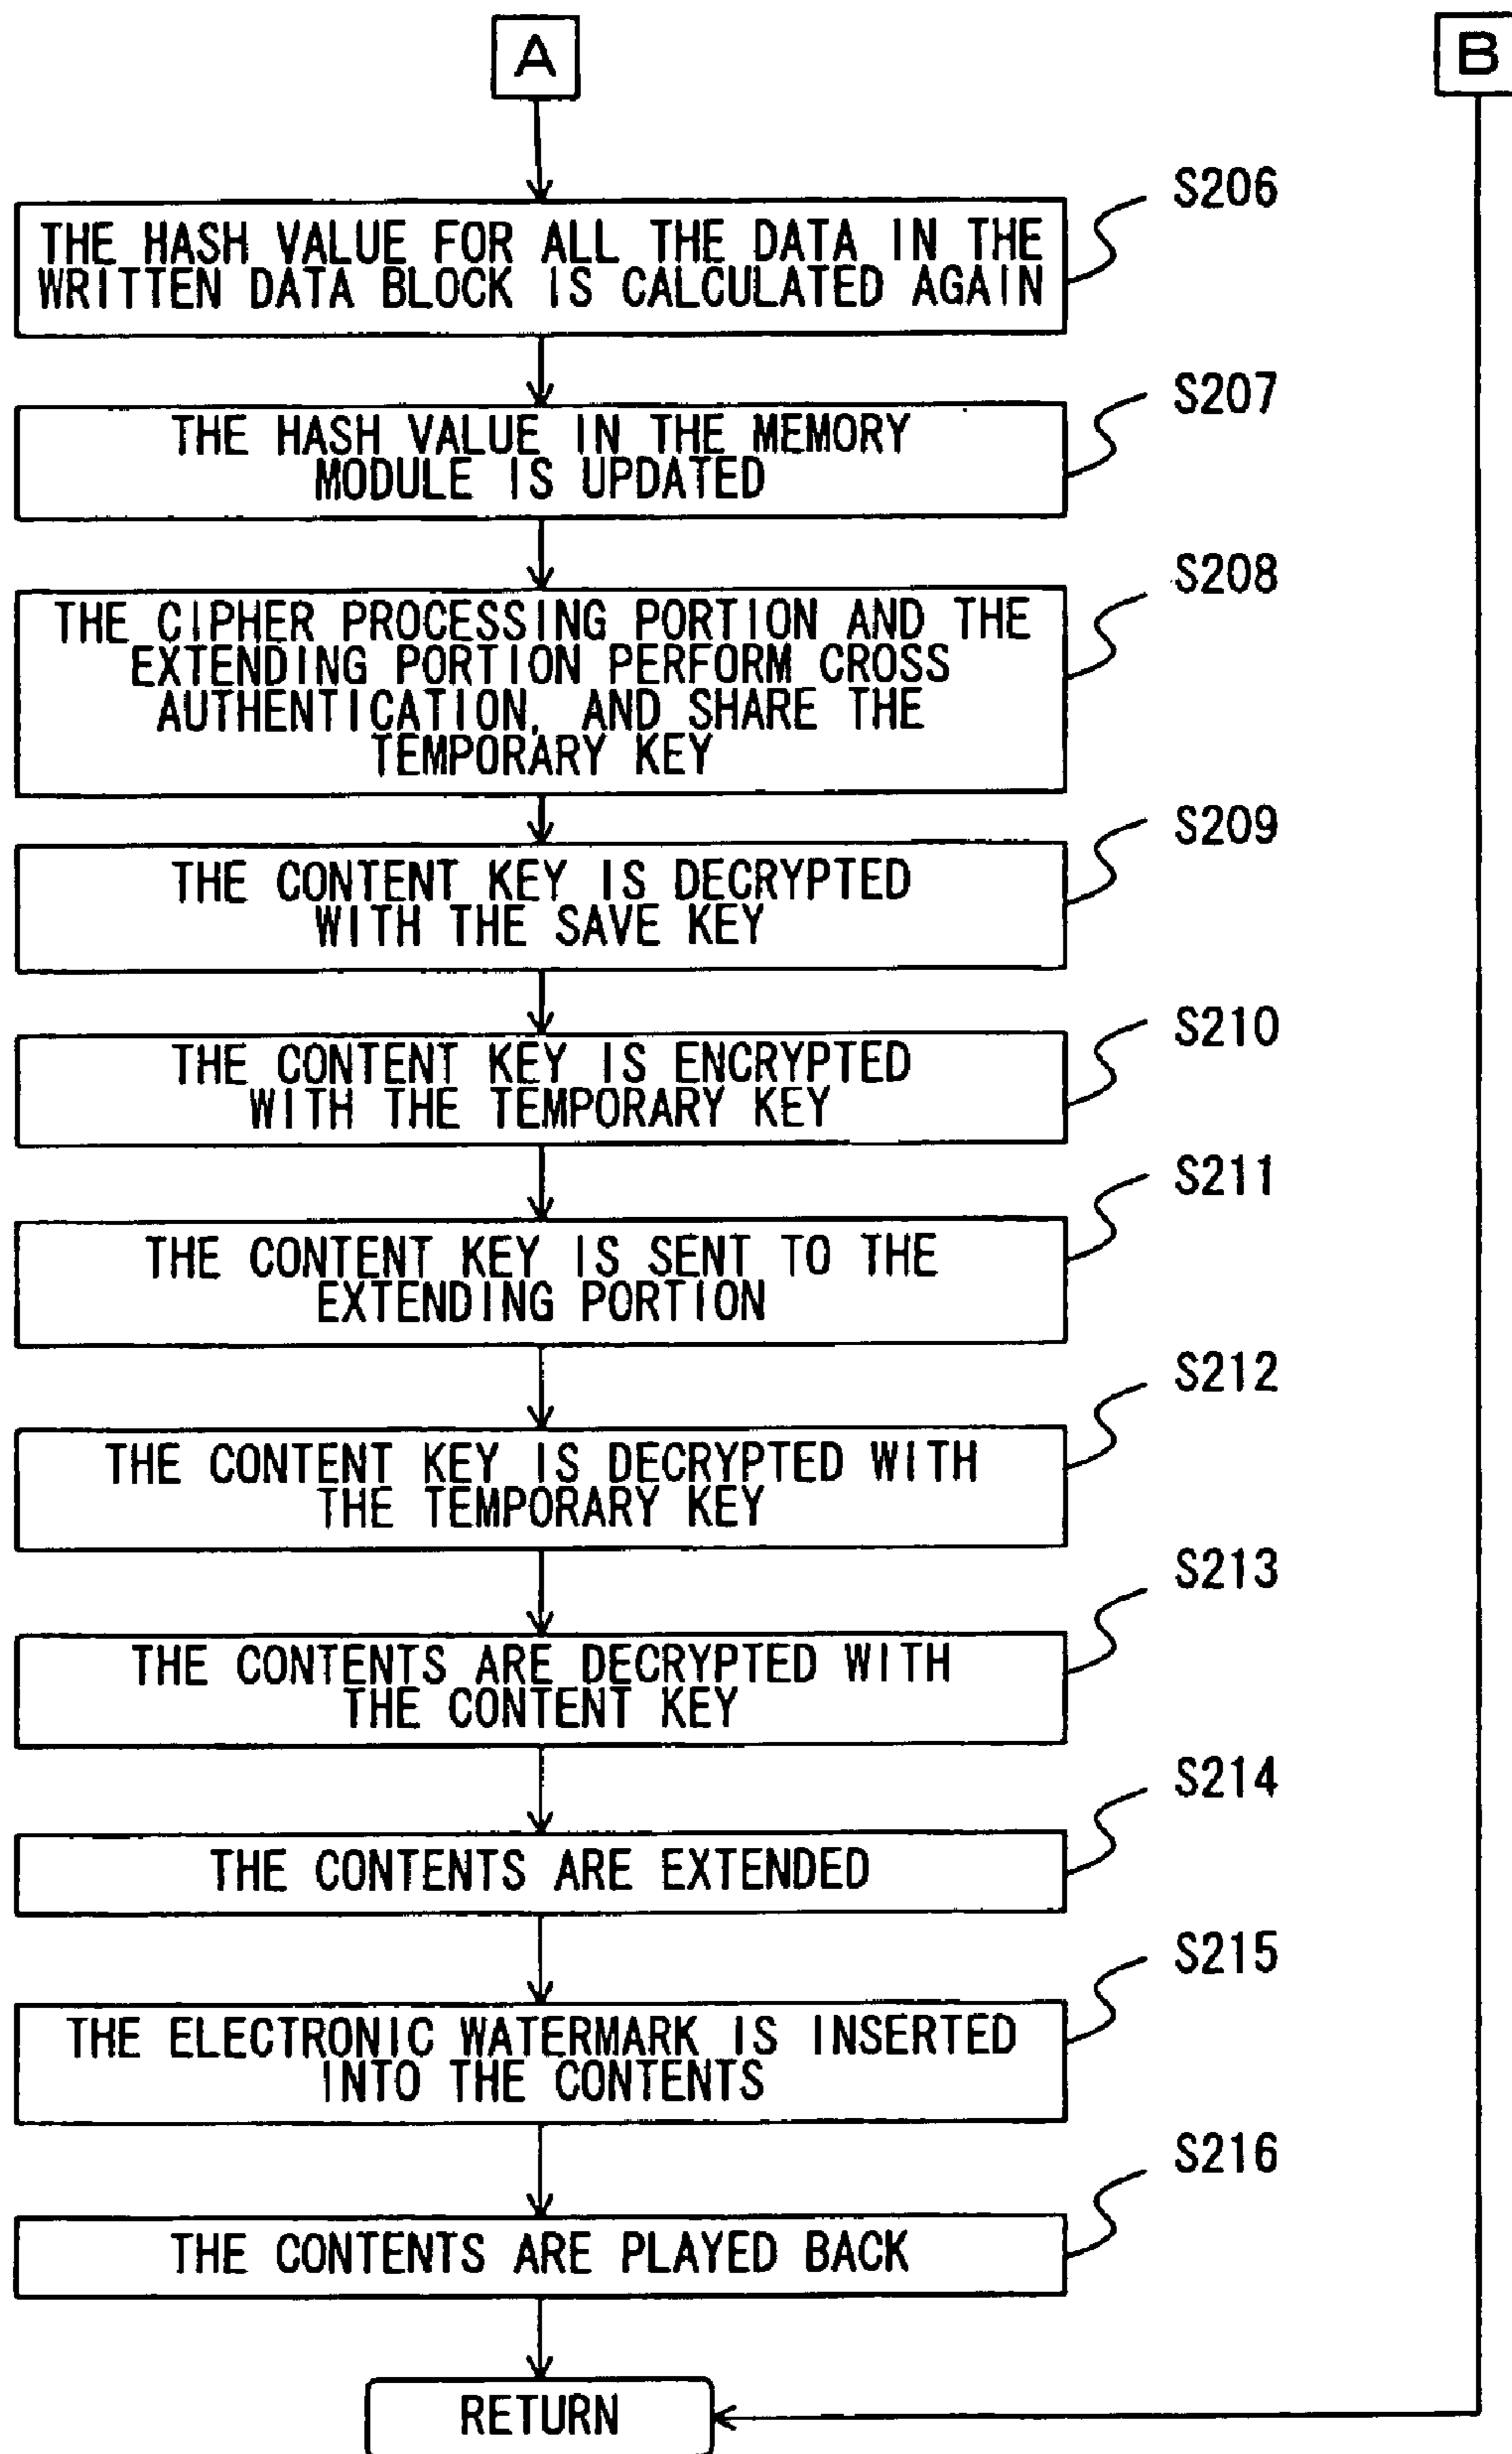 A
B
S206
THE HASH VALUE FOR ALL THE DATA IN THE
WRITTEN DATA BLOCK IS CALCULATED AGAIN
S207
THE HASH VALUE IN THE MEMORY
MODULE IS UPDATED
S208
THE CIPHER PROCESSING PORTION AND THE
EXTENDING PORTION PERFORM CROSS
AUTHENTICATION, AND SHARE THE
TEMPORARY KEY
S209
THE CONTENT KEY IS DECRYPTED
WITH THE SAVE KEY
S210
THE CONTENT KEY IS ENCRYPTED
WITH THE TEMPORARY KEY
S211
THE CONTENT KEY IS SENT TO THE
EXTENDING PORTION
S212
THE CONTENT KEY IS DECRYPTED WITH
THE TEMPORARY KEY
S213
THE CONTENTS ARE DECRYPTED WITH
THE CONTENT KEY
S214
THE CONTENTS ARE EXTENDED
S215
THE ELECTRONIC WATERMARK IS INSERTED
INTO THE CONTENTS
S216
THE CONTENTS ARE PLAYED BACK
RETURN